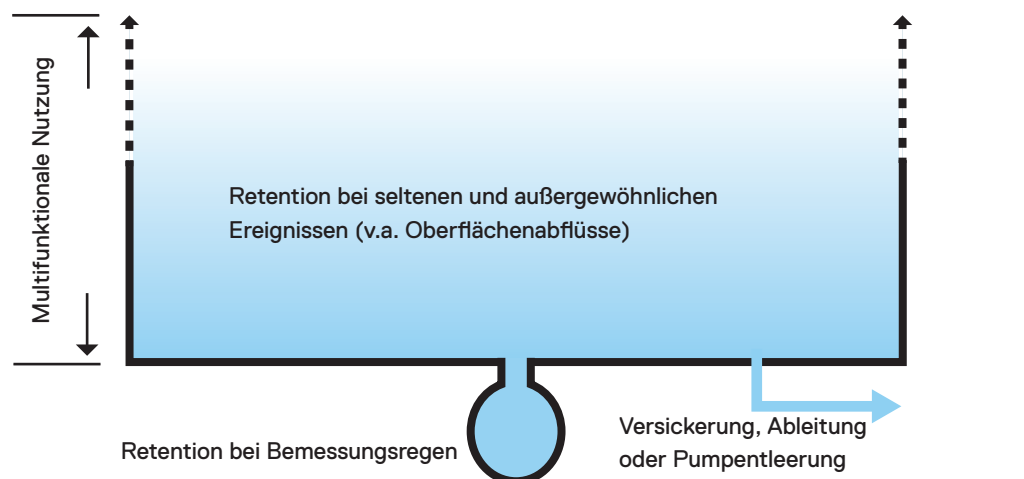 Multifunktionale Nutzung
Retention bei seltenen und außergewöhnlichen
Ereignissen (v.a. Oberflächenabflüsse)
Retention bei Bemessungsregen
Versickerung, Ableitung
oder Pumpentleerung